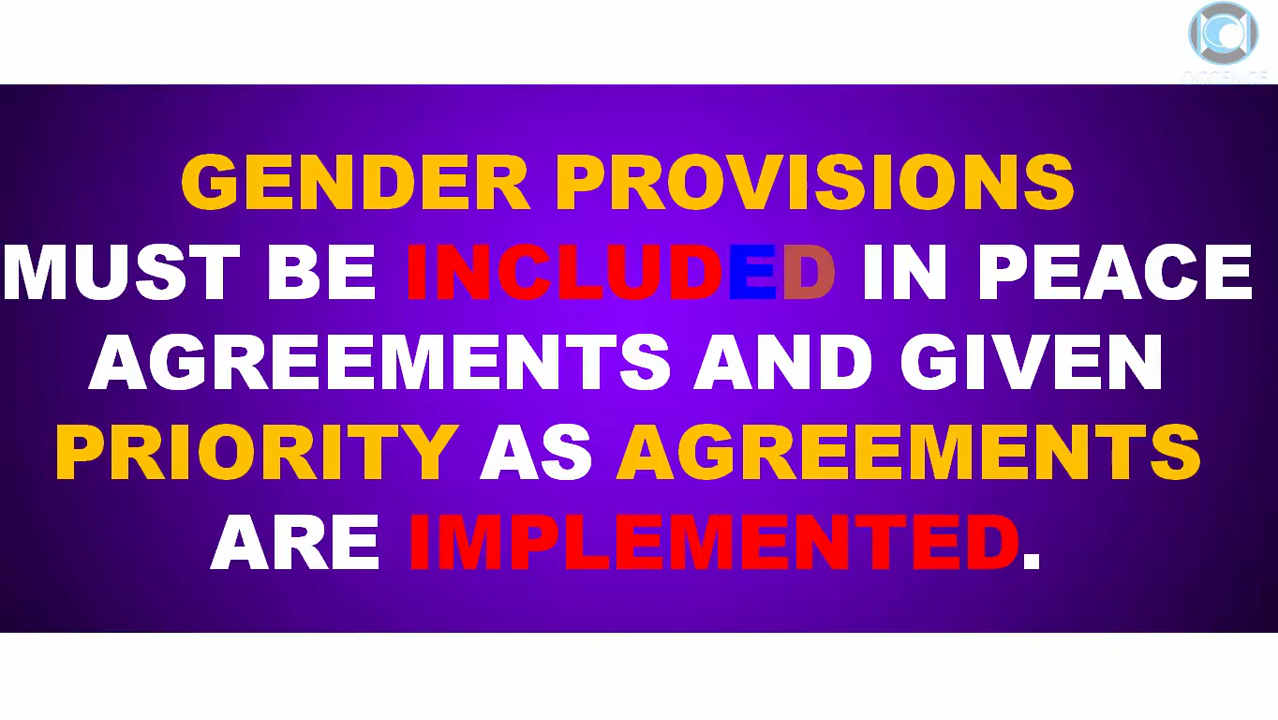 GENDER PROVISIONS
MUST BE INCLUDED IN PEACE
AGREEMENTS AND GIVEN
PRIORITY AS AGREEMENTS
ARE IMPLEMENTED.